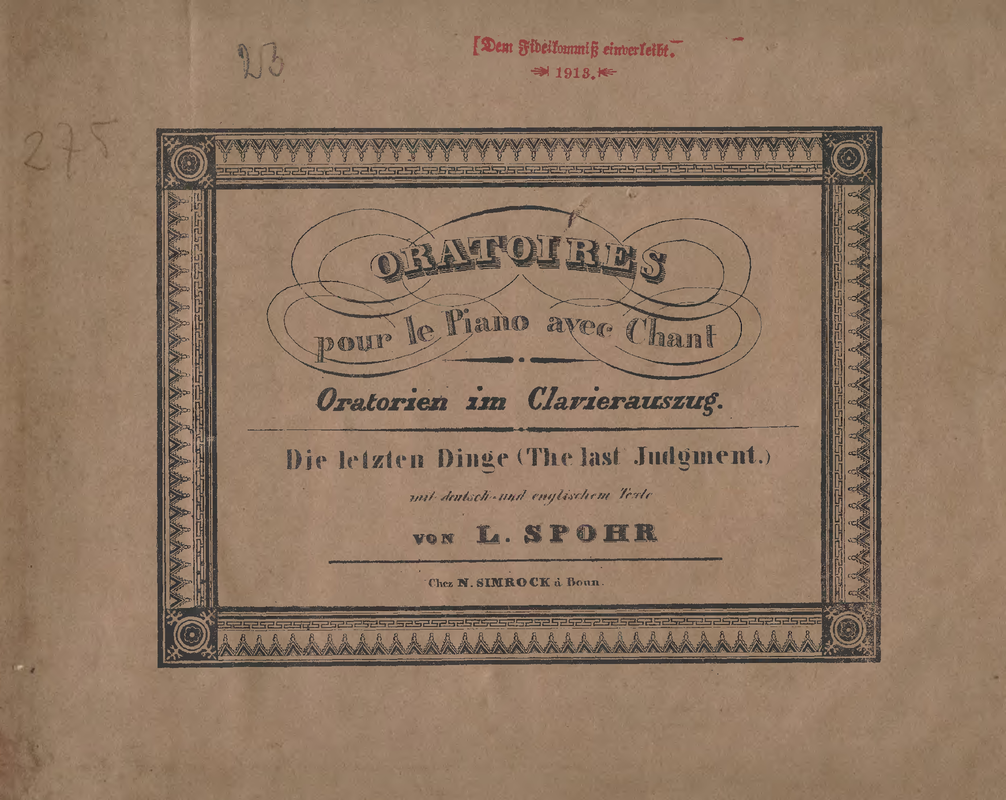 23
[Dem Fideikommiß einverleibt.
1913.
275
ORATOIRES
pour le Piano avec Chant
Oratorien im Clavierauszug.
Die letzten Dinge (The last Judgment.)
mit deutsch- und englischem Texte
VON L. SPOHR
Chez N. SIMROCK à Bonn.